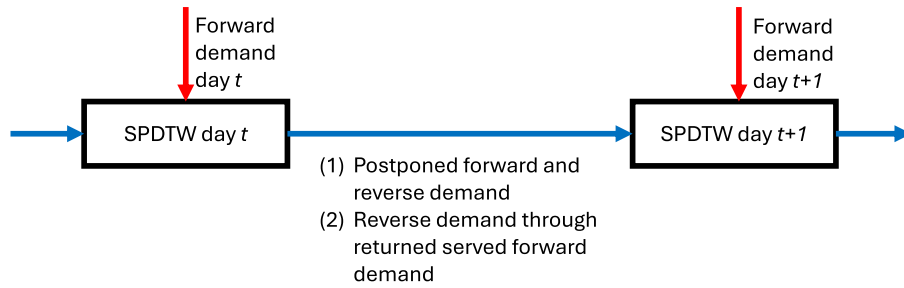 Forward
demand
day t
Forward
demand
day t+1
SPDTW day t
SPDTW day t+1
(1) Postponed forward and
reverse demand
(2) Reverse demand through
returned served forward
demand